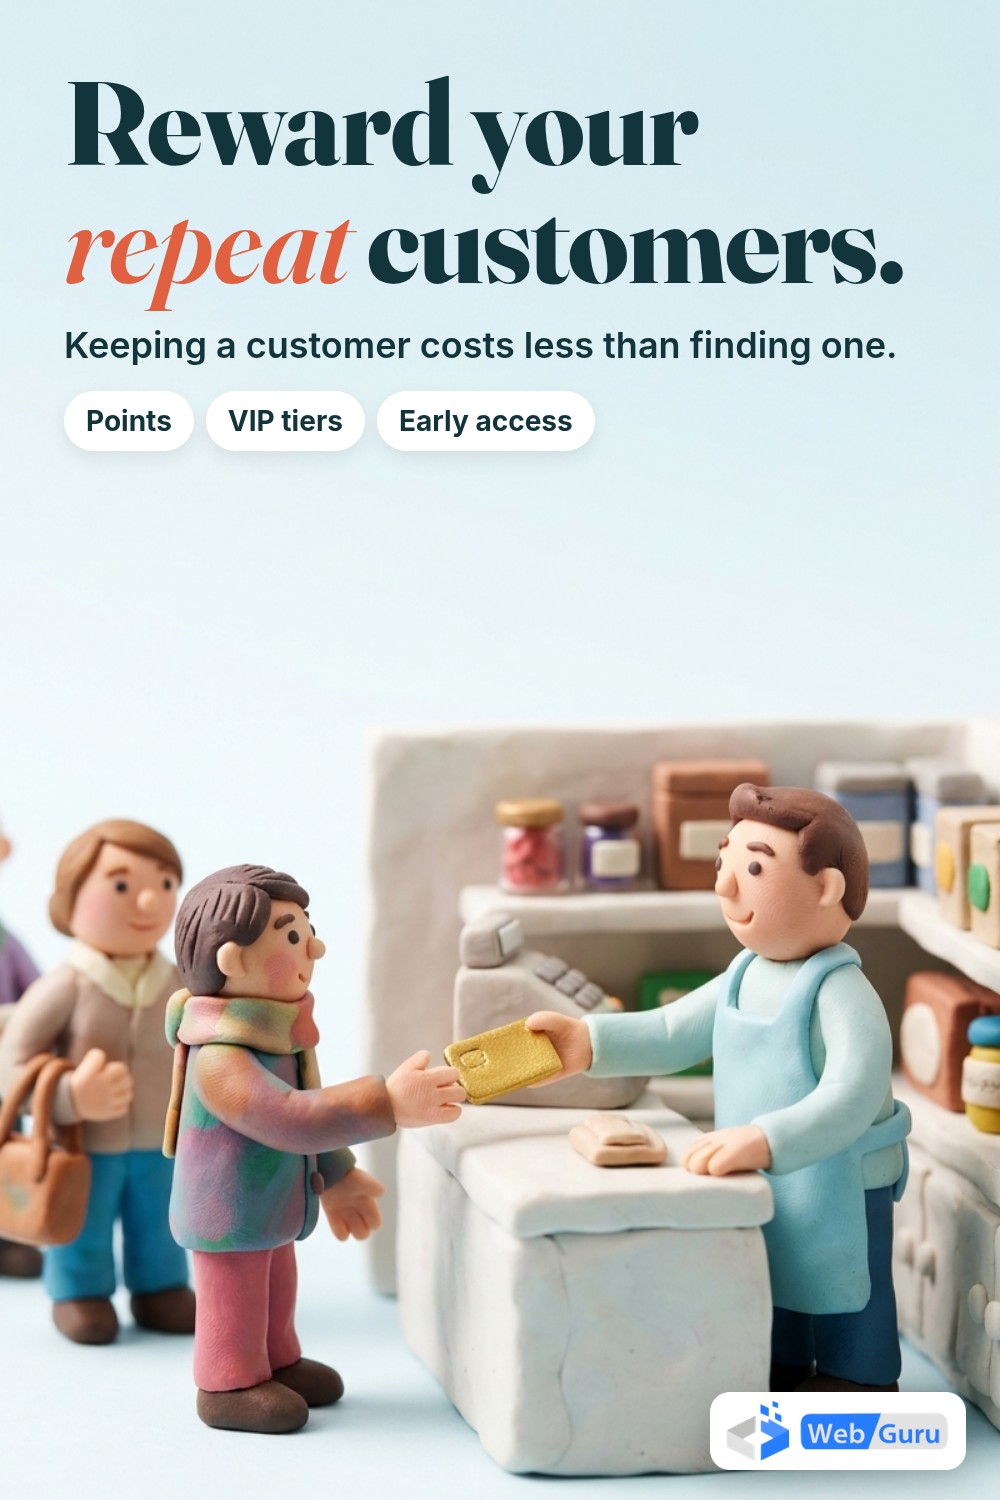 Reward your
repeat customers.
Keeping a customer costs less than finding one.
Points
VIP tiers
Early access
Web Guru